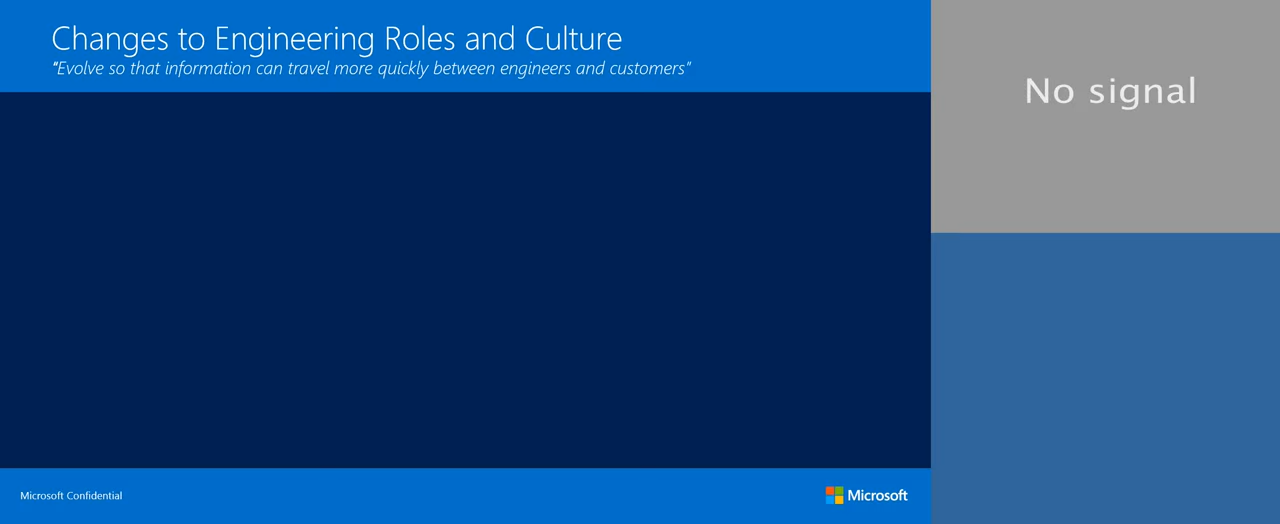 Changes to Engineering Roles and Culture
"Evolve so that information can travel more quickly between engineers and customers"
No signal
Microsoft Confidential
Microsoft